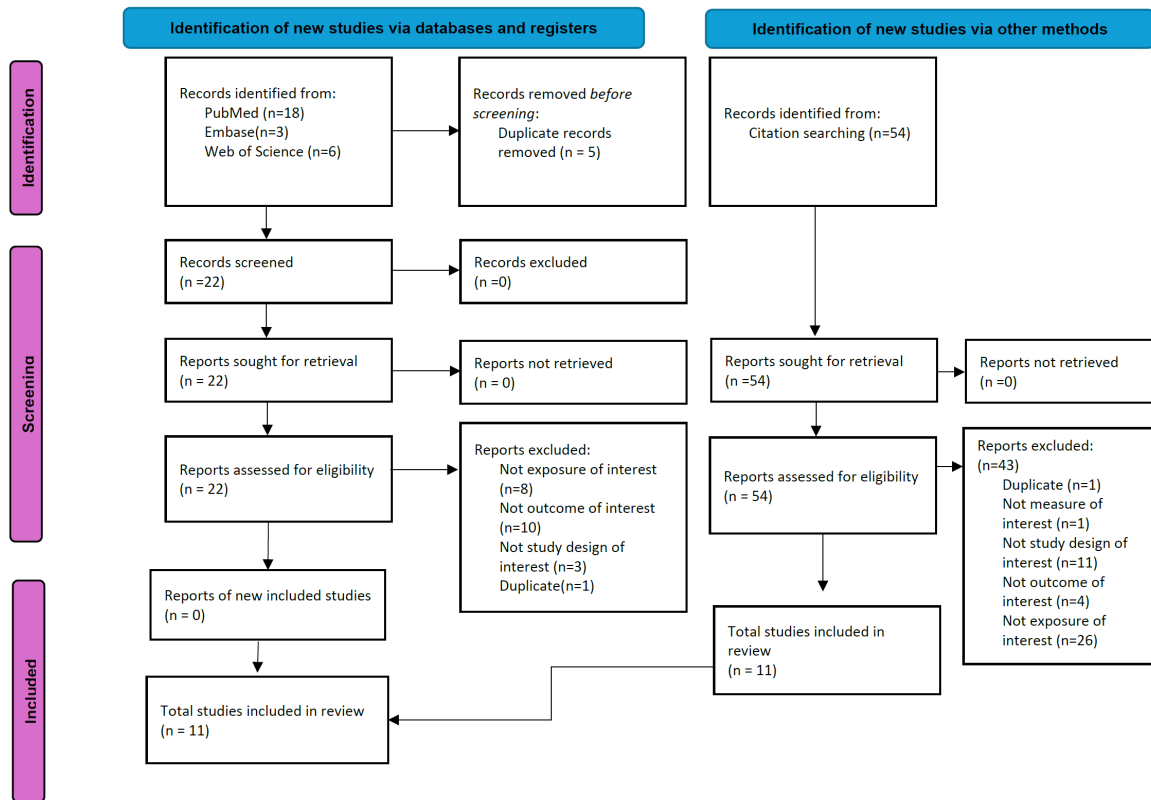 Identification of new studies via databases and registers
Identification of new studies via other methods
Identification
Records identified from:
PubMed (n=18)
Embase(n=3)
Web of Science (n=6)
Records removed before
screening:
Duplicate records
removed (n = 5)
Records identified from:
Citation searching (n=54)
Screening
Records screened
(n =22)
Records excluded
(n =0)
Reports sought for retrieval
(n = 22)
Reports not retrieved
(n = 0)
Reports sought for retrieval
(n =54)
Reports not retrieved
(n =0)
Reports assessed for eligibility
(n = 22)
Reports excluded:
Not exposure of interest
(n=8)
Not outcome of interest
(n=10)
Not study design of
interest (n=3)
Duplicate(n=1)
Reports assessed for eligibility
(n = 54)
Reports excluded:
(n=43)
Duplicate (n=1)
Not measure of
interest (n=1)
Not study design of
interest (n=11)
Not outcome of
interest (n=4)
Not exposure of
interest (n=26)
Included
Reports of new included studies
(n = 0)
Total studies included in
review
(n = 11)
Total studies included in review
(n = 11)